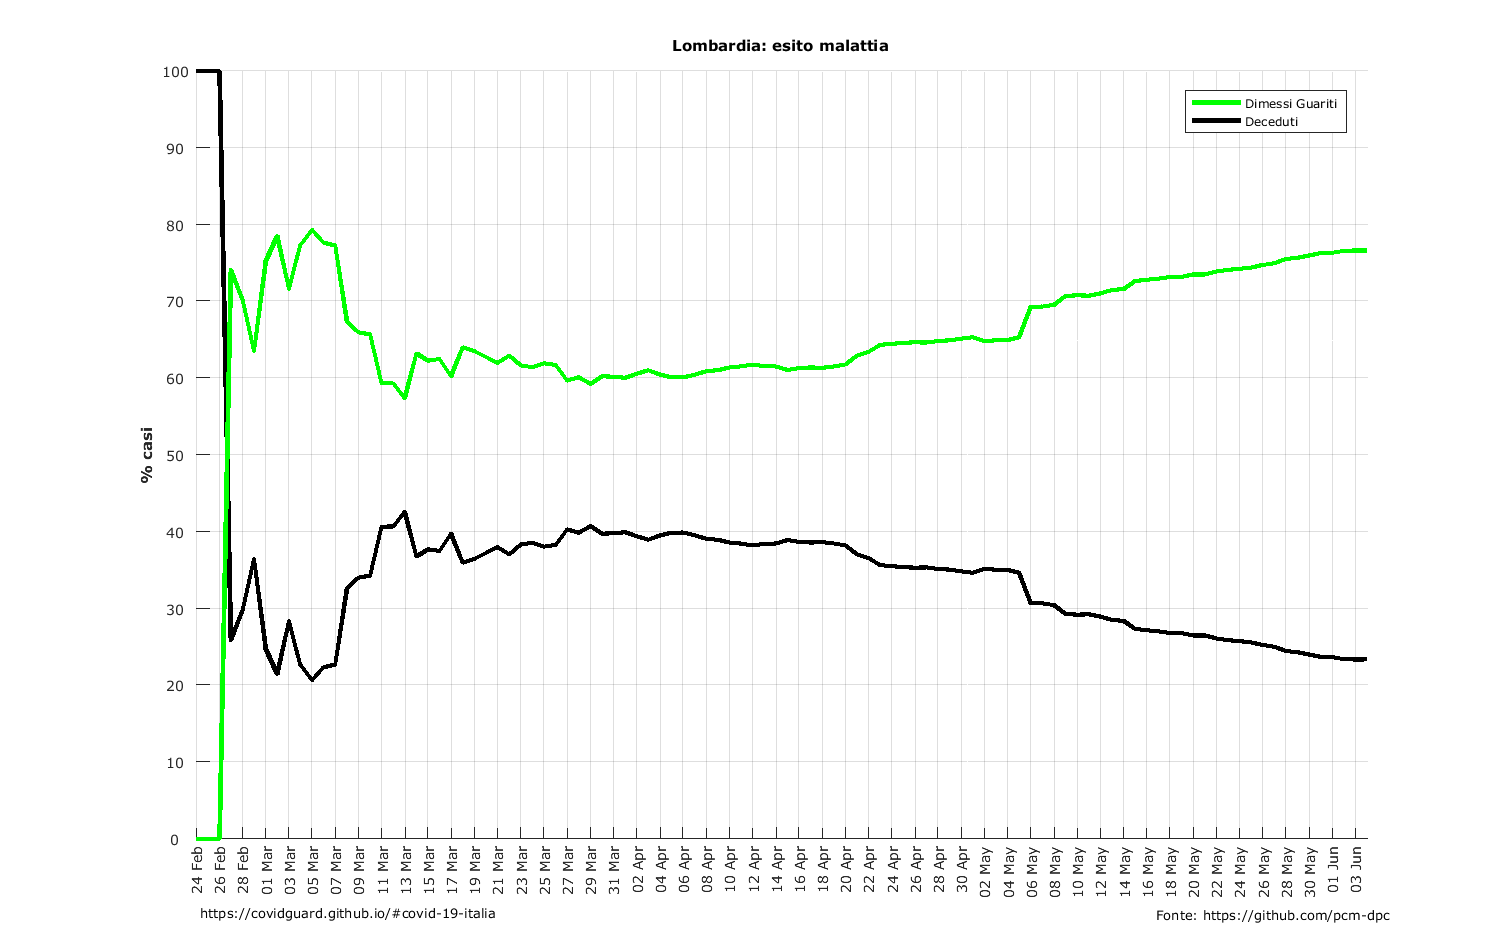 Lombardia: esito malattia
100
90
80
70
60
50
40
30
20
10
0
% casi
Dimessi Guariti
Deceduti
24 Feb
26 Feb
28 Feb
01 Mar
03 Mar
05 Mar
07 Mar
09 Mar
11 Mar
13 Mar
15 Mar
17 Mar
19 Mar
21 Mar
23 Mar
25 Mar
27 Mar
29 Mar
31 Mar
02 Apr
04 Apr
06 Apr
08 Apr
10 Apr
12 Apr
14 Apr
16 Apr
18 Apr
20 Apr
22 Apr
24 Apr
26 Apr
28 Apr
30 Apr
02 May
04 May
06 May
08 May
10 May
12 May
14 May
16 May
18 May
20 May
22 May
24 May
26 May
28 May
30 May
01 Jun
03 Jun
https://covidguard.github.io/#covid-19-italia
Fonte: https://github.com/pcm-dpc